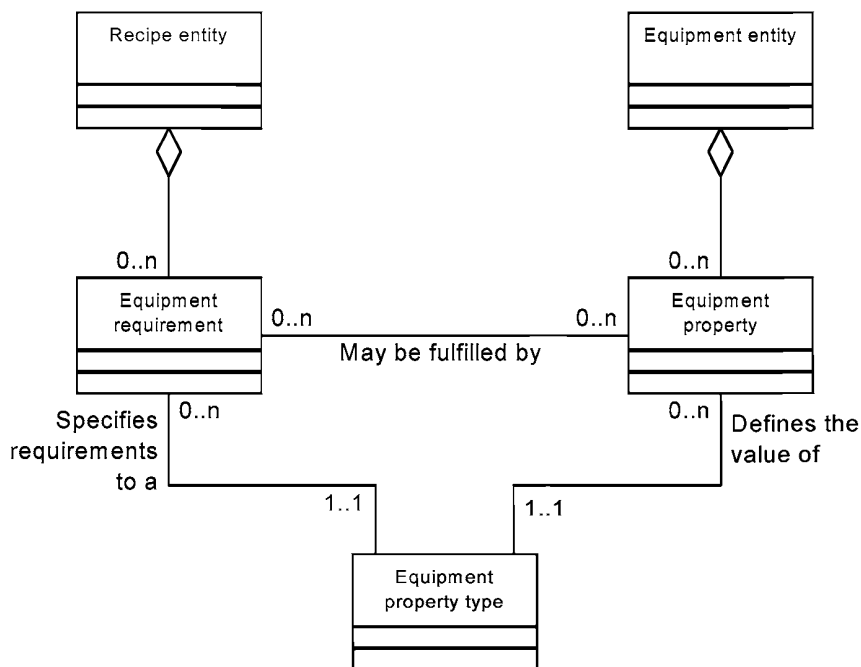 Recipe entity
Equipment entity
0..n
0..n
Equipment
requirement
Equipment
property
0..n
0..n
May be fulfilled by
0..n
0..n
Specifies
requirements
to a
Defines the
value of
1..1
1..1
Equipment
property type